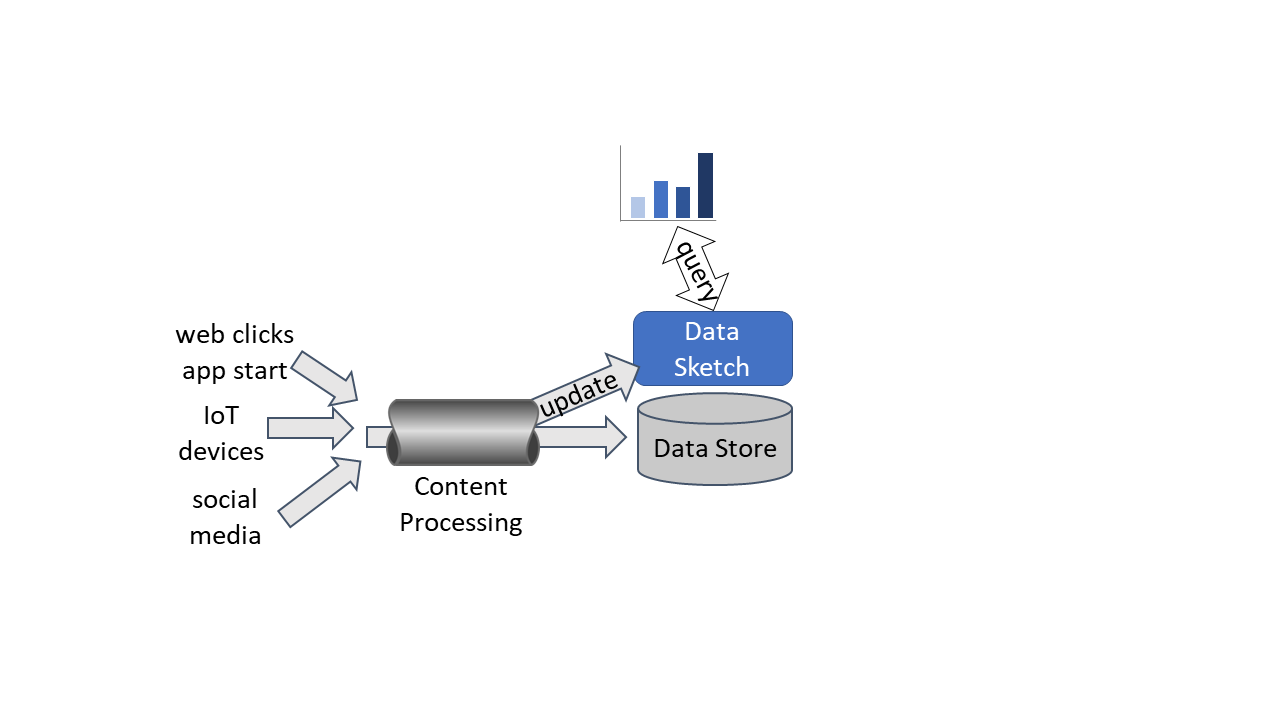 query
Data
Sketch
web clicks
app start
update
IoT
devices
Data Store
social
media
Content
Processing